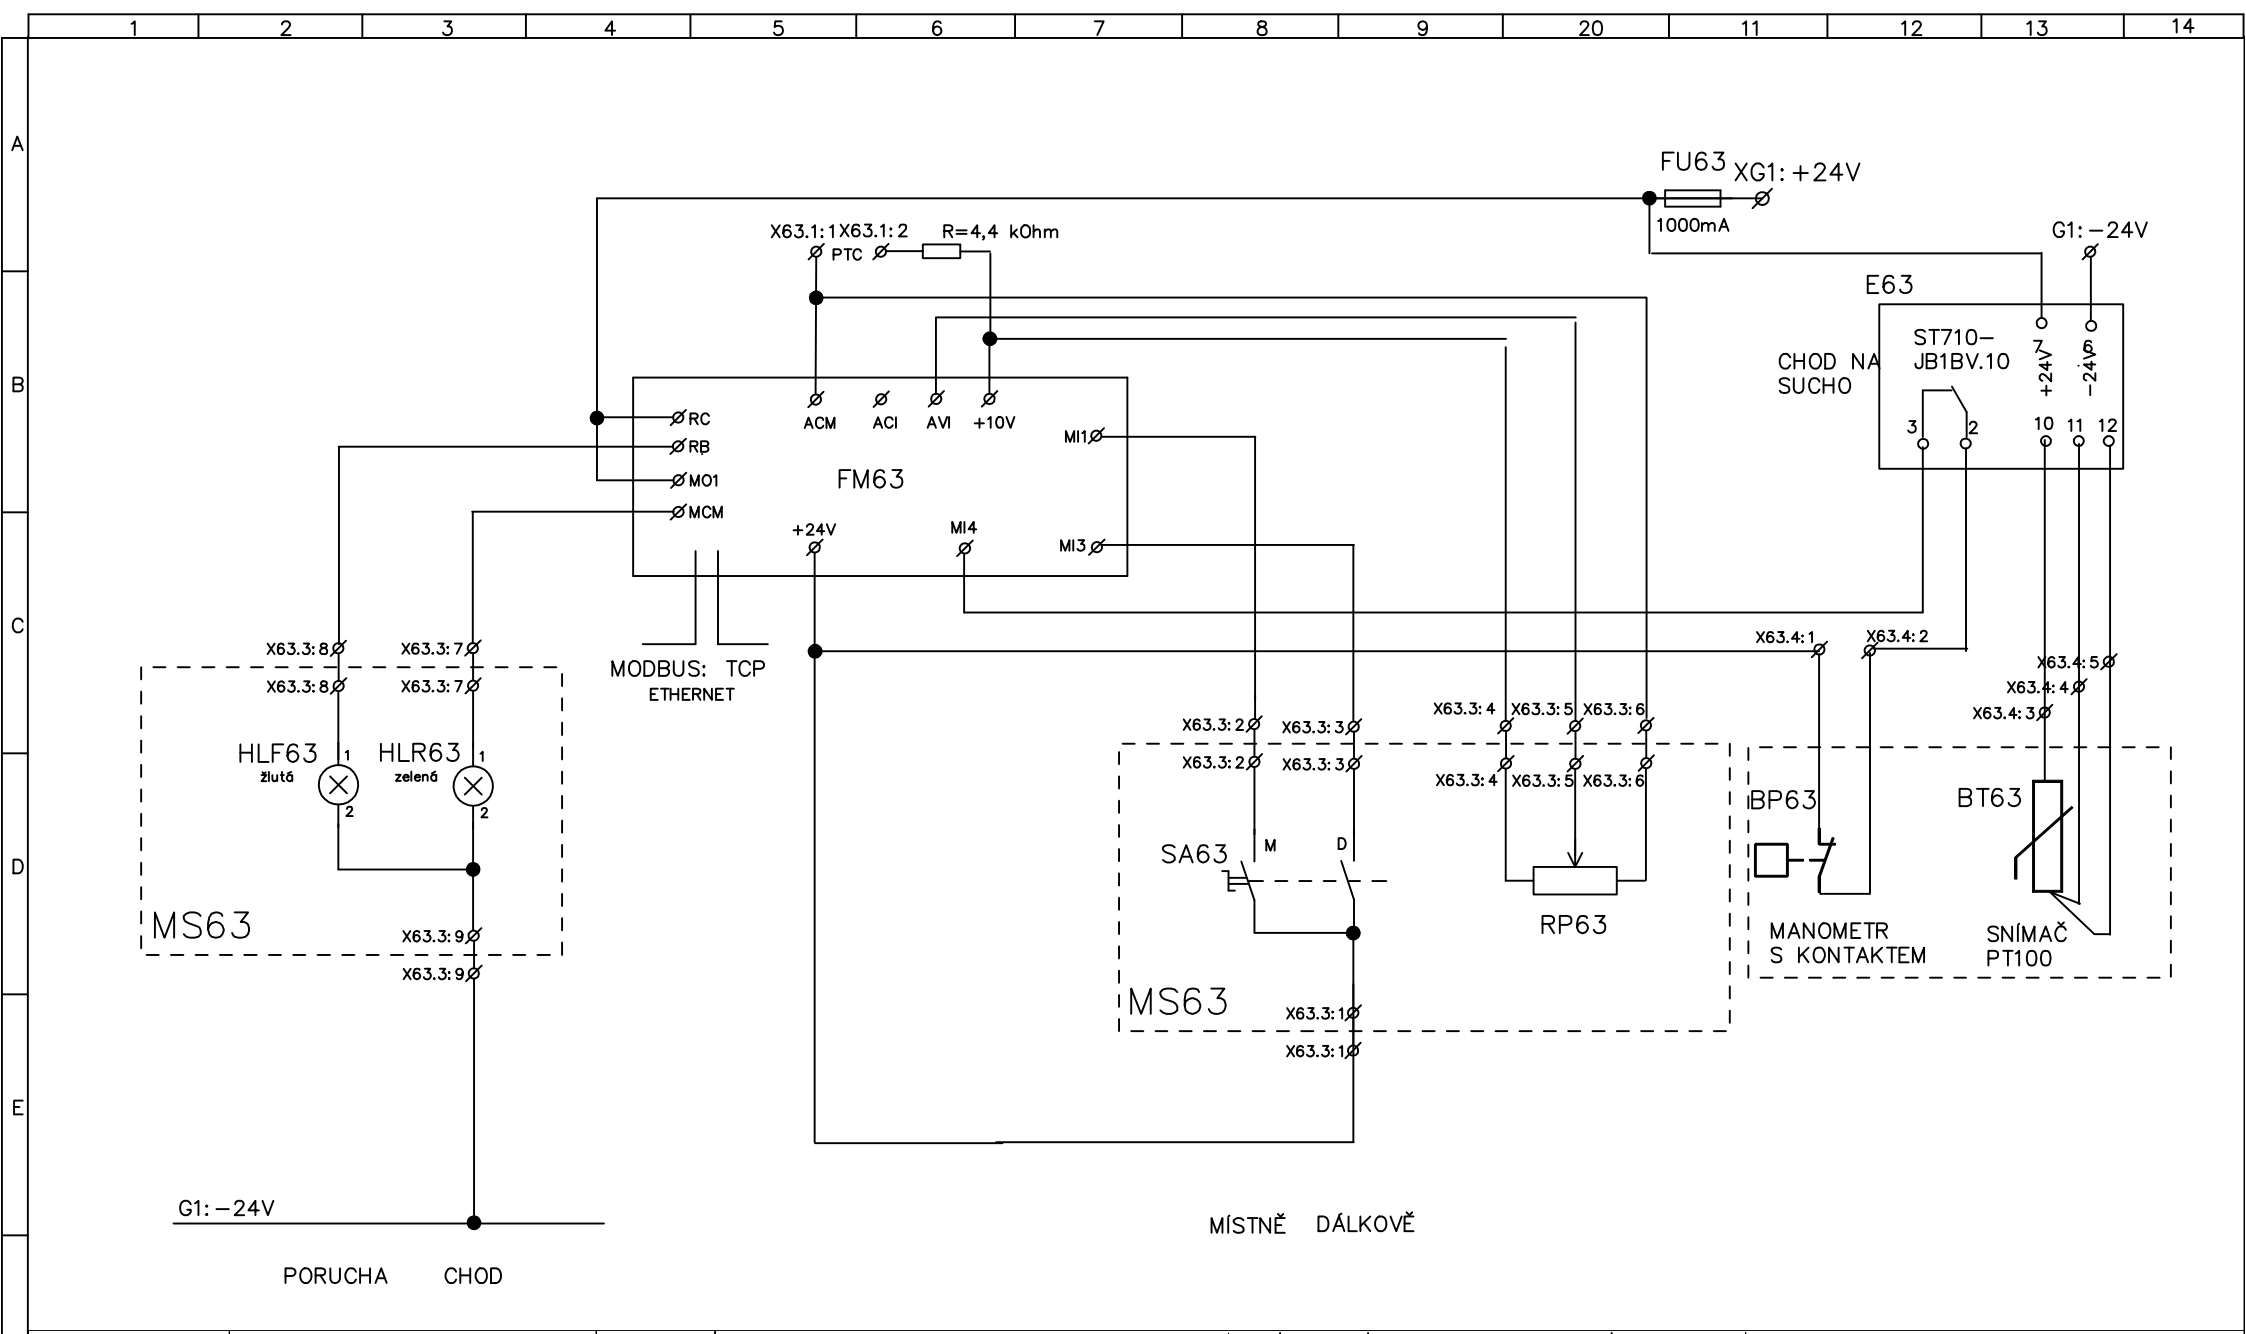 1 2 3 4 5 6 7 8 9 20 11 12 13 14
A
B
C
D
E
FU63
XG1:+24V
1000mA
X63.1:1 X63.1:2 R=4,4 kOhm
PTC
G1:-24V
E63
ST710-
JB1BV.10
CHOD NA
SUCHO
7
+24V
6
-24V
3
2
10
11
12
ACM
ACI
AVI
+10V
RC
RB
MO1
MCM
FM63
MI1
MI3
+24V
MI4
MODBUS: TCP
ETHERNET
X63.3:8
X63.3:7
X63.3:8
X63.3:7
HLF63
žlutá
1
2
HLR63
zelená
1
2
MS63
X63.3:9
X63.3:9
G1:-24V
PORUCHA
CHOD
X63.3:2
X63.3:3
X63.3:4
X63.3:5
X63.3:6
X63.3:2
X63.3:3
X63.3:4
X63.3:5
X63.3:6
SA63
M
D
RP63
MS63
X63.3:1
X63.3:1
MÍSTNĚ
DÁLKOVĚ
X63.4:1
X63.4:2
X63.4:5
X63.4:4
X63.4:3
BP63
BT63
MANOMETR
S KONTAKTEM
SNÍMAČ
PT100